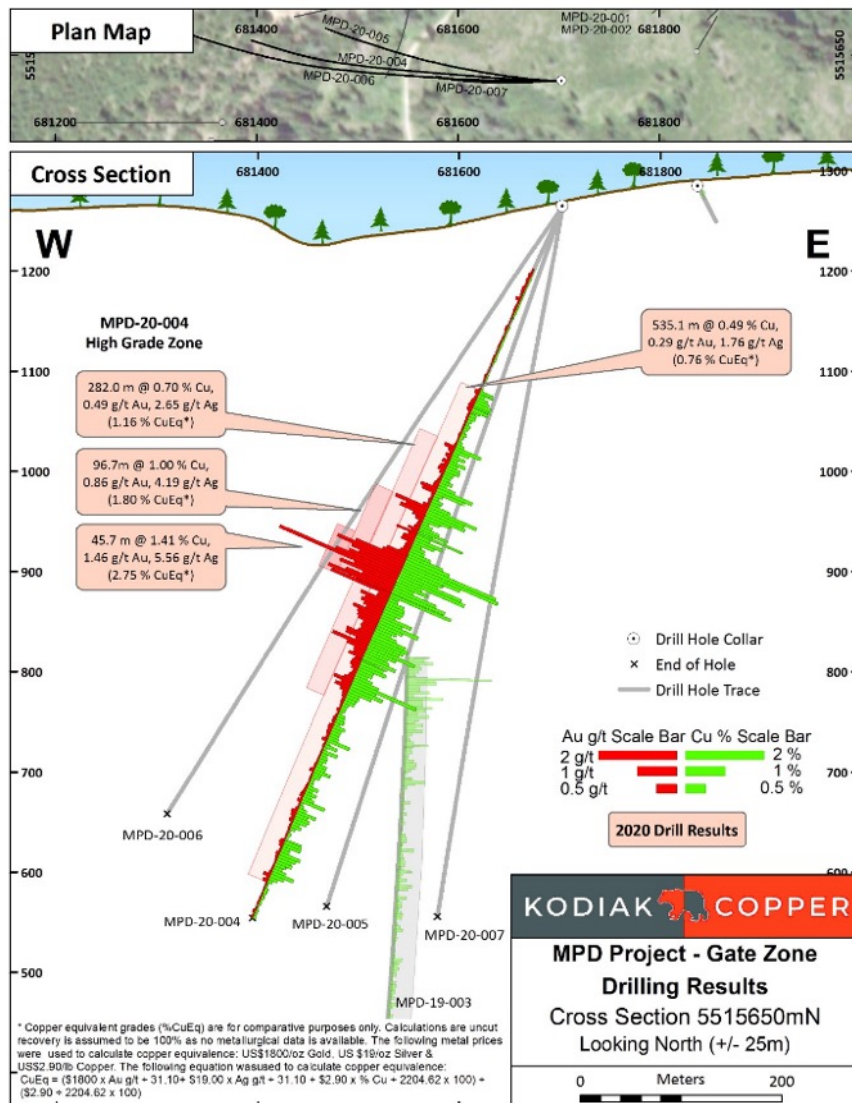 Plan Map
681400
681600
681800
MPD-20-001
MPD-20-002
MPD-20-005
MPD-20-004
MPD-20-006
MPD-20-007
5515650
681200
681400
681600
681800
Cross Section
681400
681600
681800
1300
W
E
1200
1200
MPD-20-004
High Grade Zone
535.1 m @ 0.49 % Cu,
0.29 g/t Au, 1.76 g/t Ag
(0.76 % CuEq*)
1100
1100
282.0 m @ 0.70 % Cu,
0.49 g/t Au, 2.65 g/t Ag
(1.16 % CuEq*)
1000
1000
96.7m @ 1.00 % Cu,
0.86 g/t Au, 4.19 g/t Ag
(1.80 % CuEq*)
45.7 m @ 1.41 % Cu,
1.46 g/t Au, 5.56 g/t Ag
(2.75 % CuEq*)
900
900
Drill Hole Collar
End of Hole
Drill Hole Trace
800
800
Au g/t Scale Bar Cu % Scale Bar
2 g/t 2 %
1 g/t 1 %
0.5 g/t 0.5 %
700
700
2020 Drill Results
MPD-20-006
600
MPD-20-004
MPD-20-005
MPD-20-007
500
MPD-19-003
KODIAK COPPER
MPD Project - Gate Zone
Drilling Results
Cross Section 5515650mN
Looking North (+/- 25m)
0 Meters 200
* Copper equivalent grades (%CuEq) are for comparative purposes only. Calculations are uncut
recovery is assumed to be 100% as no metallurgical data is available. The following metal prices
were used to calculate copper equivalence: US$1800/oz Gold, US $19/oz Silver &
US$2.90/lb Copper. The following equation wasused to calculate copper equivalence:
CuEq = ($1800 x Au g/t ÷ 31.10+ $19.00 x Ag g/t ÷ 31.10 + $2.90 x % Cu ÷ 2204.62 x 100) ÷
($2.90 ÷ 2204.62 x 100)